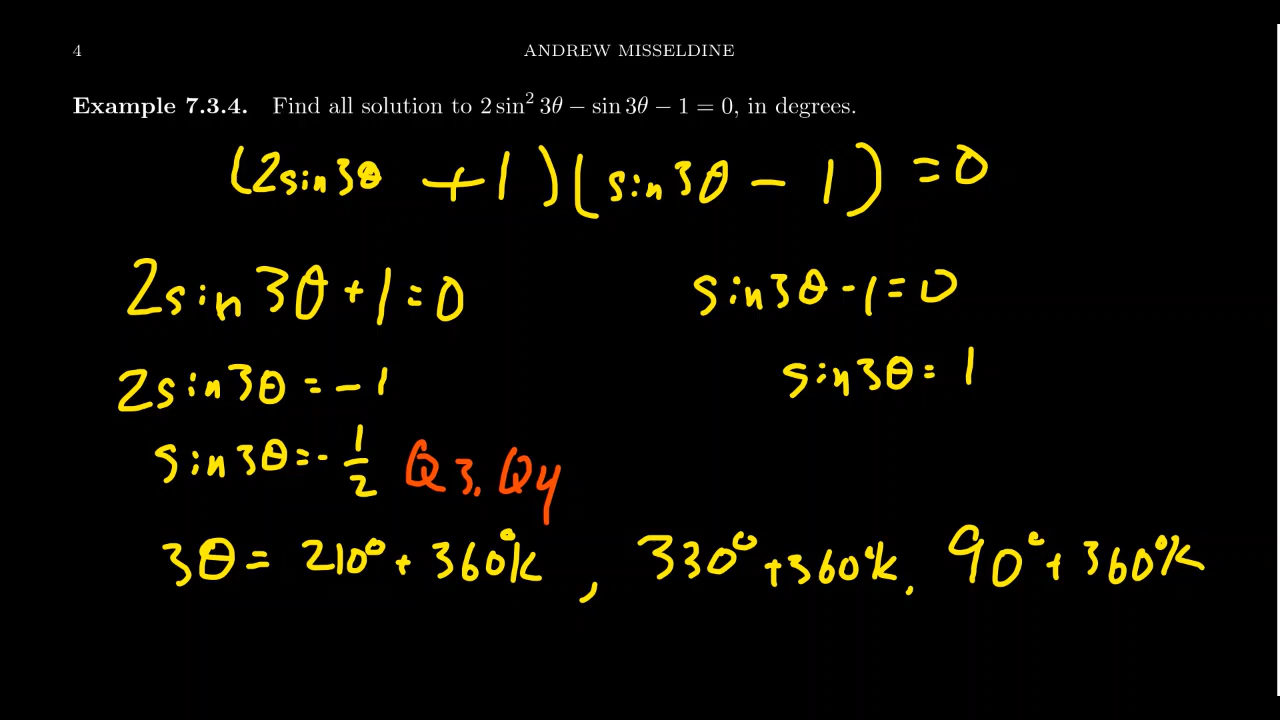 4 ANDREW MISSELDINE
Example 7.3.4. Find all solution to 2 sin² 3θ − sin 3θ − 1 = 0, in degrees.
(2sin3θ + 1)(sin3θ − 1) = 0
2sin3θ + 1 = 0
sin3θ - 1 = 0
2sin3θ = -1
sin3θ = 1
sin3θ = -1/2 Q3, Q4
3θ = 210° + 360°k, 330° + 360°k, 90° + 360°k